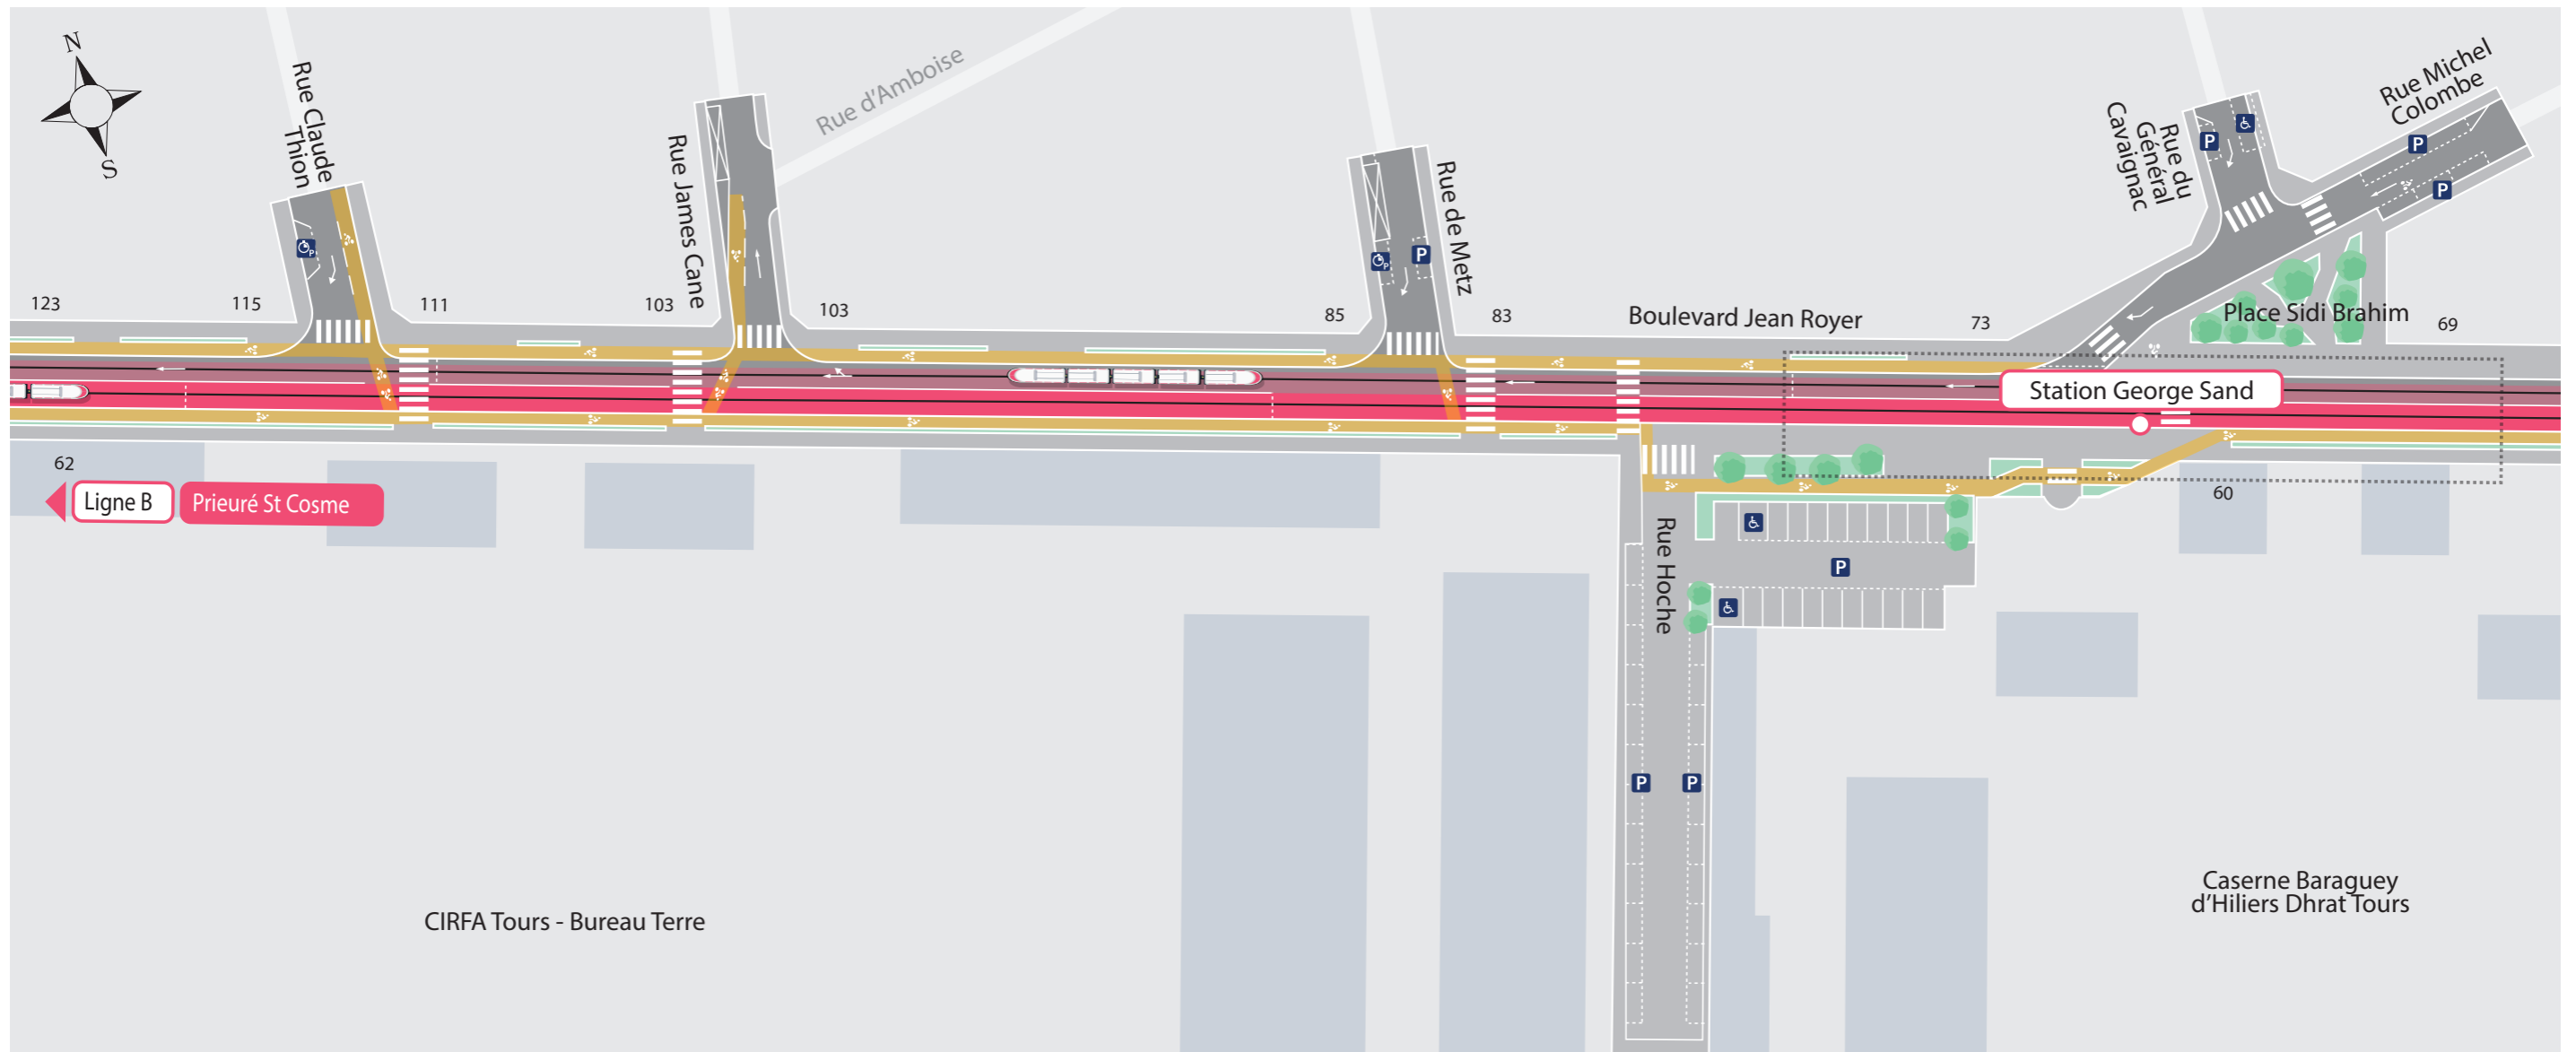 N
S
Rue Claude
Thion
Rue James Cane
Rue d'Amboise
Rue de Metz
Rue du
Général
Cavaignac
Rue Michel
Colombe
P
P
P
P
P
P
123
115
111
103
103
85
83
Boulevard Jean Royer
73
Place Sidi Brahim
69
Station George Sand
62
Ligne B
Prieuré St Cosme
60
Rue Hoche
P
P
P
CIRFA Tours - Bureau Terre
Caserne Baraguey
d'Hiliers Dhrat Tours